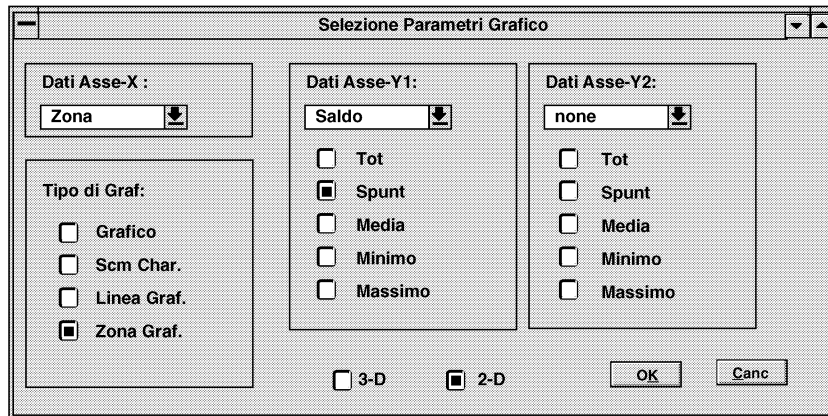 Selezione Parametri Grafico
Dati Asse-X :
Zona
Tipo di Graf:
Grafico
Scm Char.
Linea Graf.
Zona Graf.
Dati Asse-Y1:
Saldo
Tot
Spunt
Media
Minimo
Massimo
Dati Asse-Y2:
none
Tot
Spunt
Media
Minimo
Massimo
3-D
2-D
OK
Canc